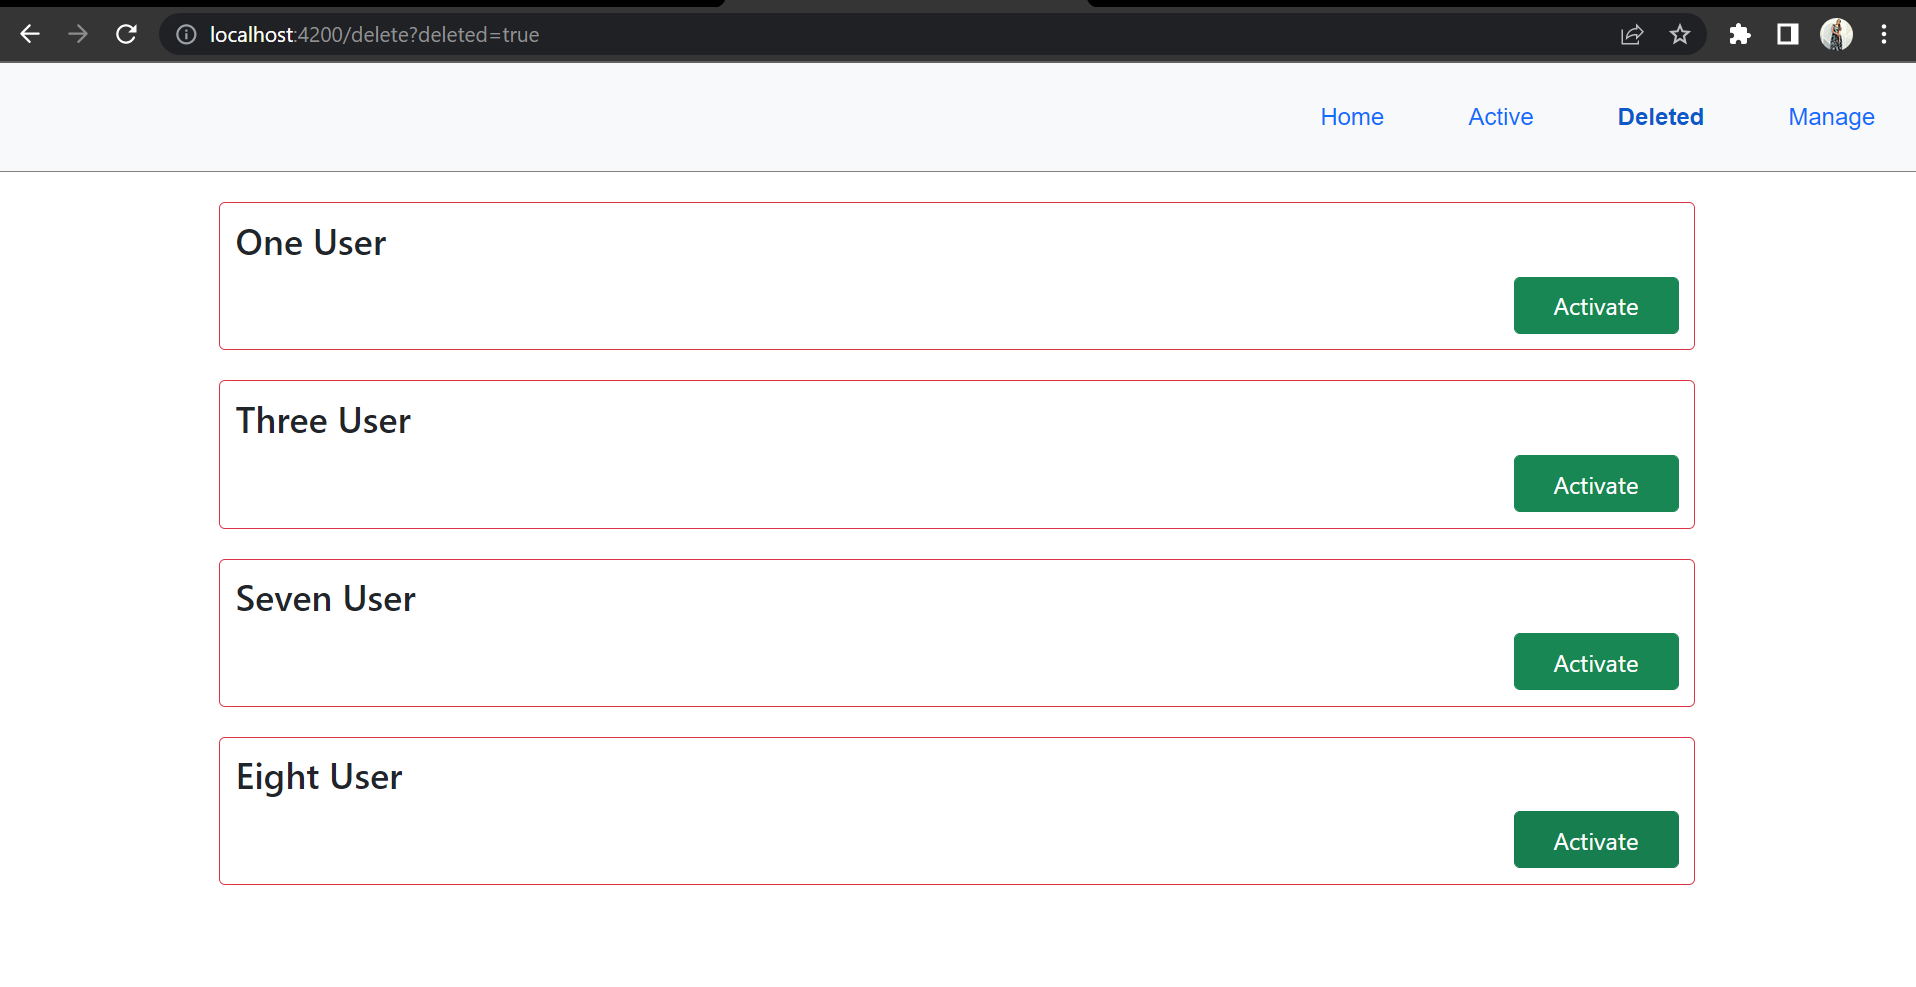 localhost:4200/delete?deleted=true
Home Active Deleted Manage
One User
Activate
Three User
Activate
Seven User
Activate
Eight User
Activate